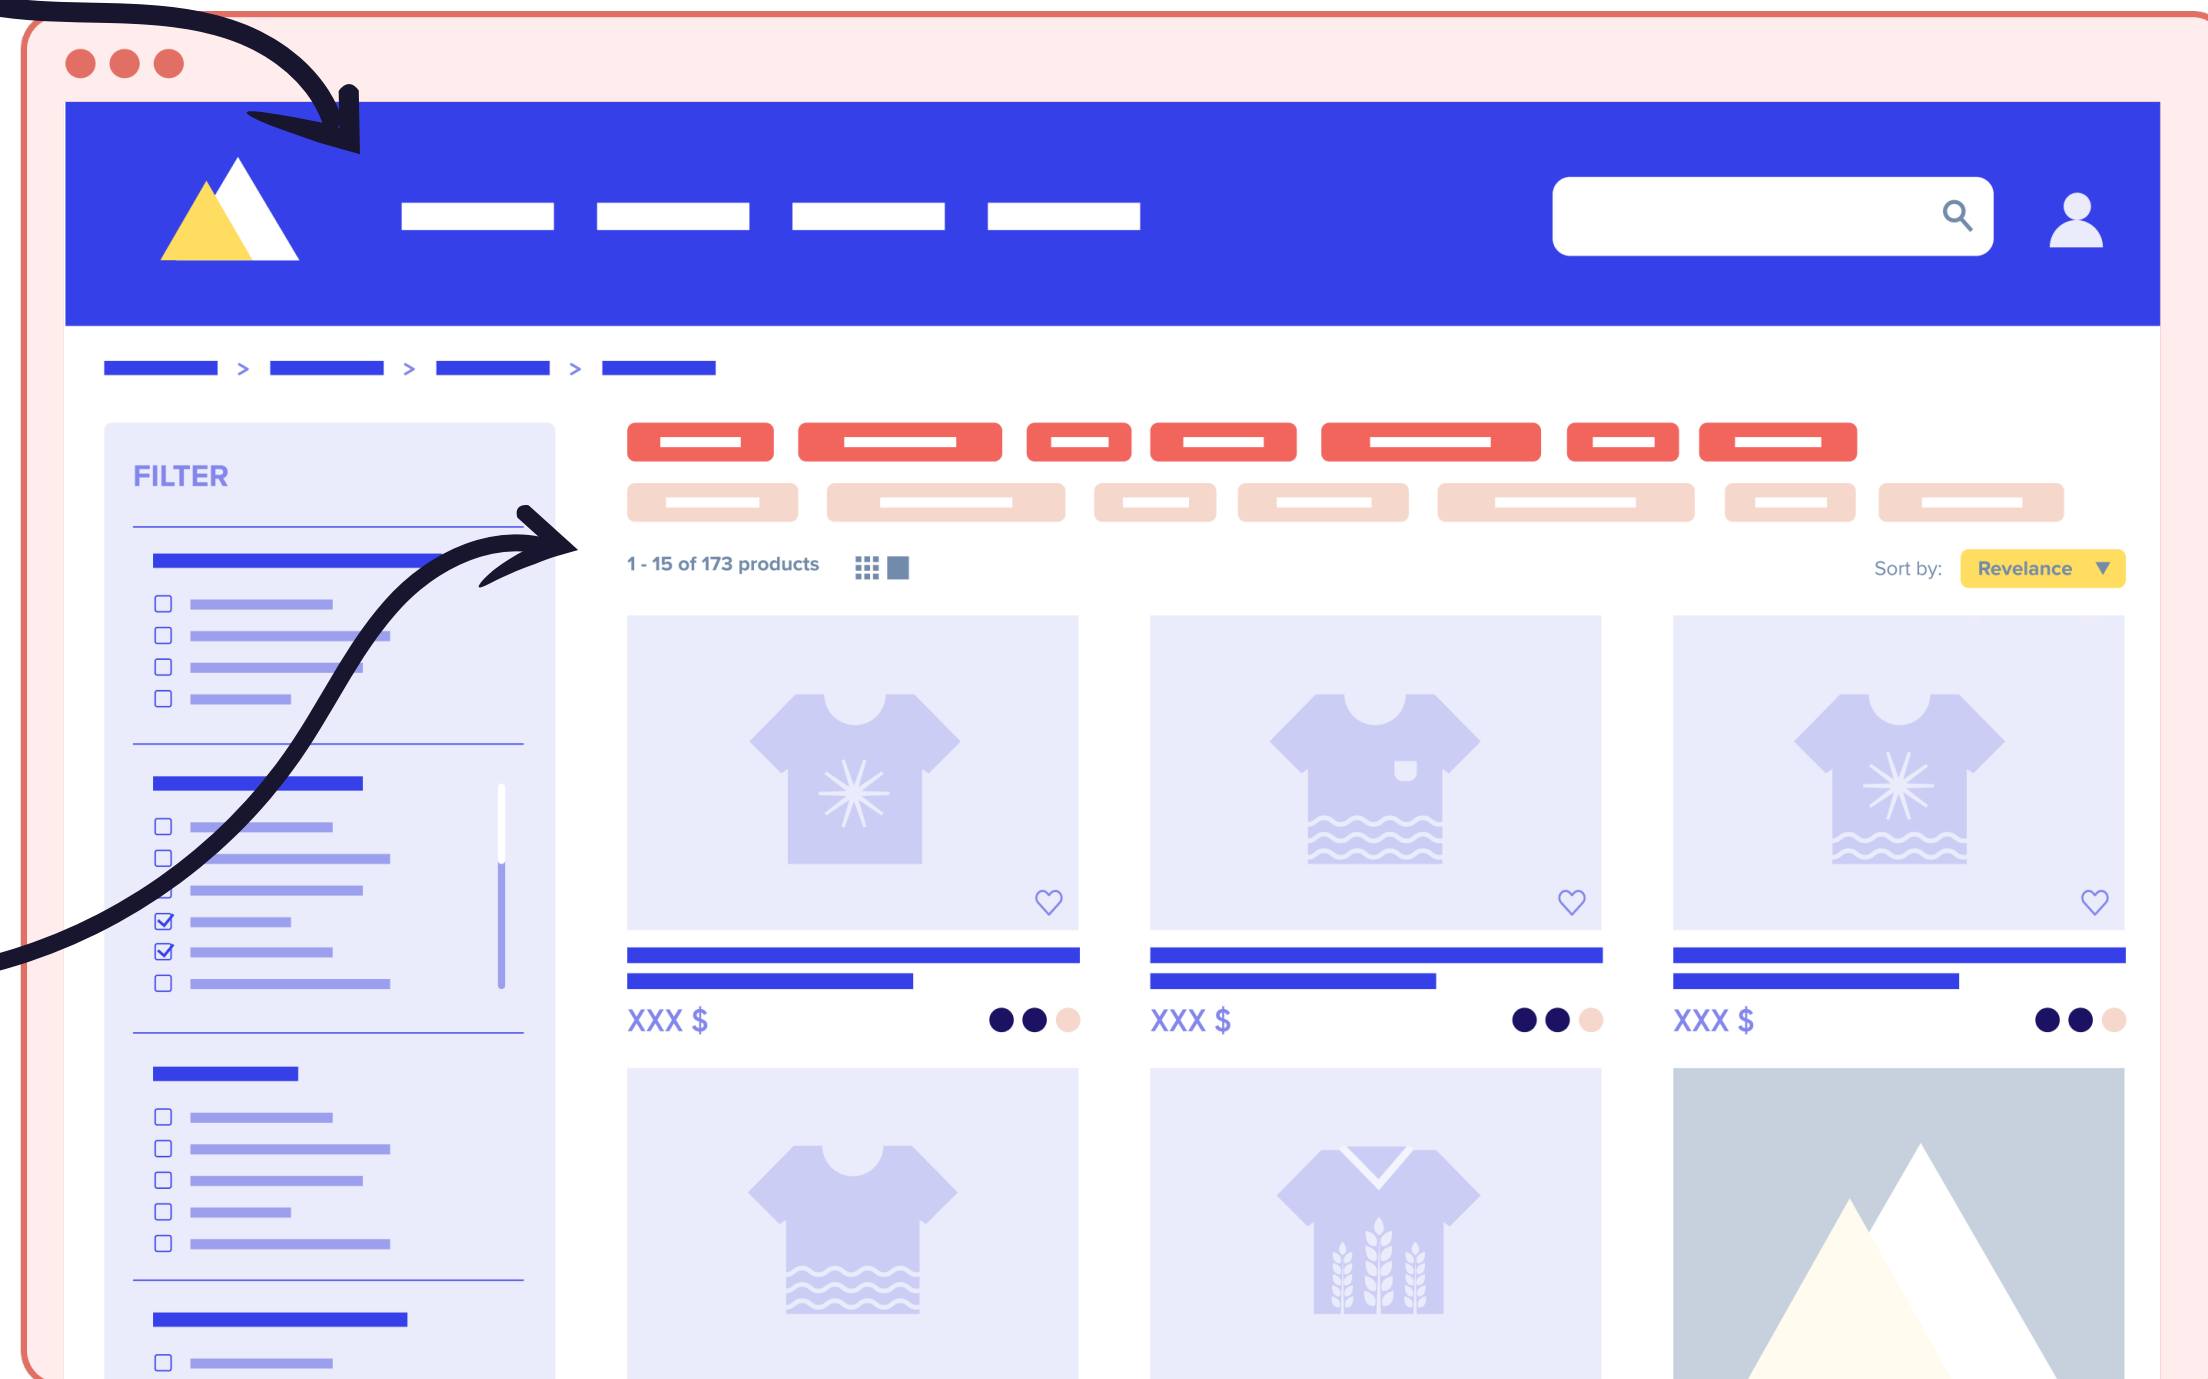 >
>
>
FILTER
1 - 15 of 173 products
Sort by:
Revelance
XXX $
XXX $
XXX $